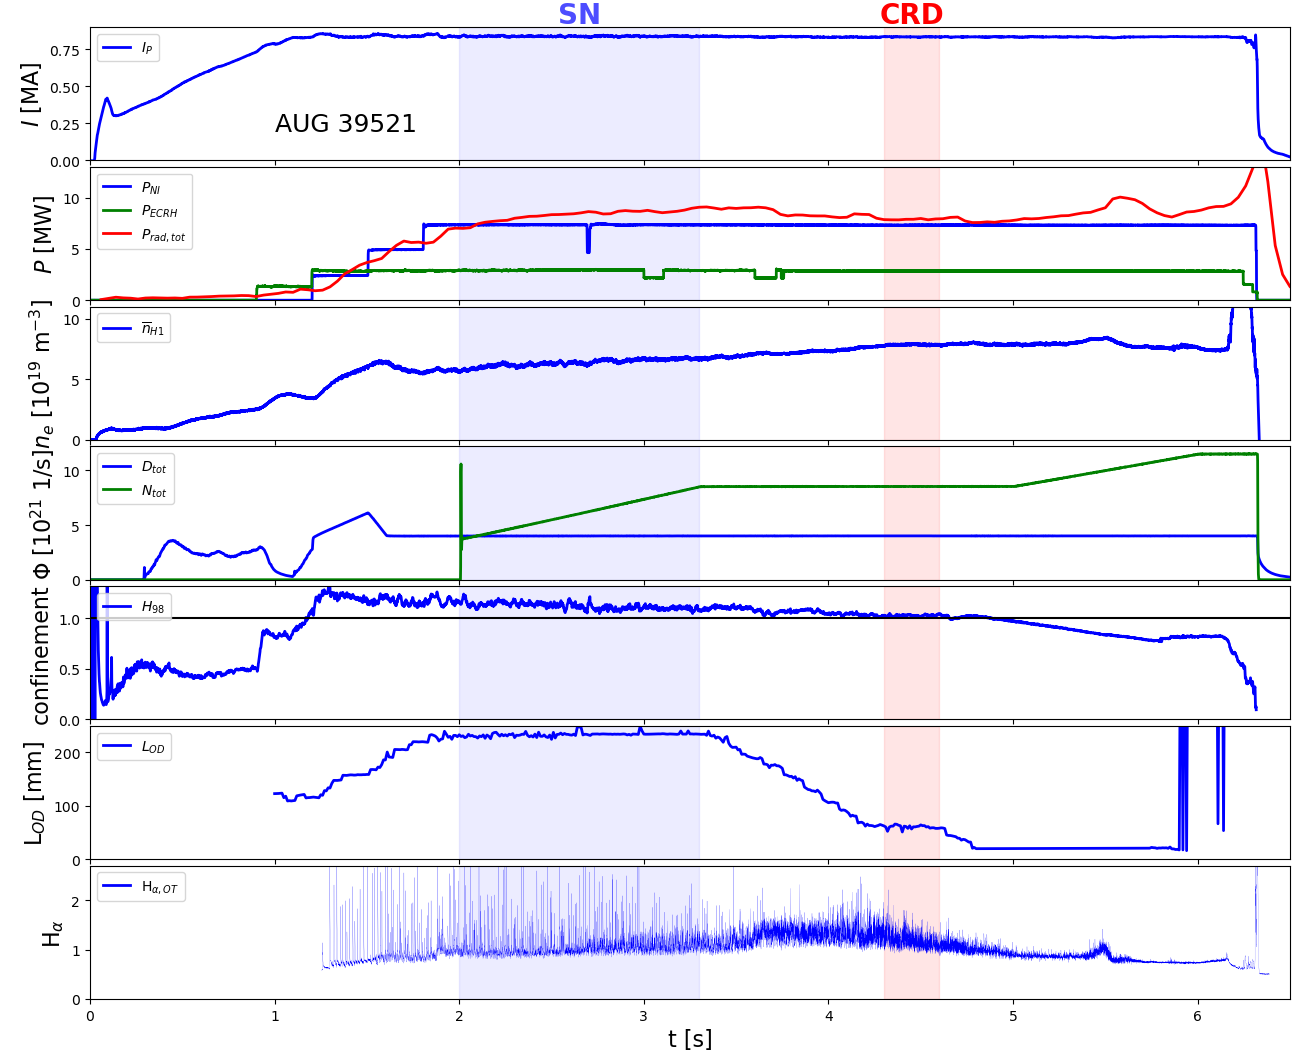 SN CRD
I [MA]
0.75
0.50
0.25
0.00
I_P
AUG 39521
P [MW]
10
5
0
P_NI
P_ECRH
P_rad,tot
n_e [10^19 m^−3]
10
5
0
n̅_H1
Φ [10^21 1/s]
10
5
0
D_tot
N_tot
confinement
1.0
0.5
0.0
H_98
L_OD [mm]
200
100
0
L_OD
H_α
2
1
0
H_α,OT
0 1 2 3 4 5 6
t [s]